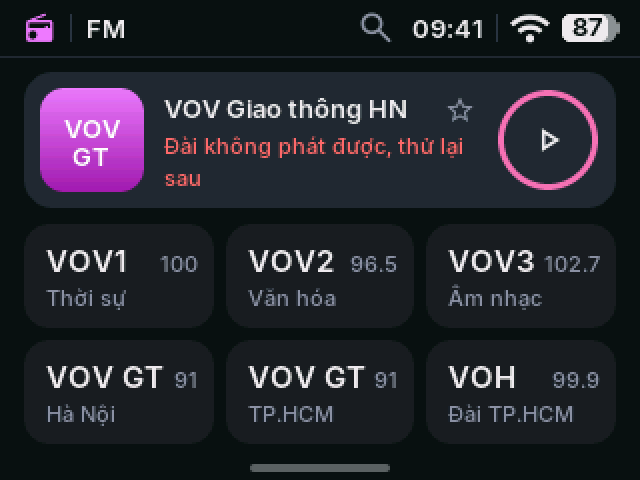 FM
09:41
87
VOV
GT
VOV Giao thông HN
Đài không phát được, thử lại
sau
VOV1 100
Thời sự
VOV2 96.5
Văn hóa
VOV3 102.7
Âm nhạc
VOV GT 91
Hà Nội
VOV GT 91
TP.HCM
VOH 99.9
Đài TP.HCM